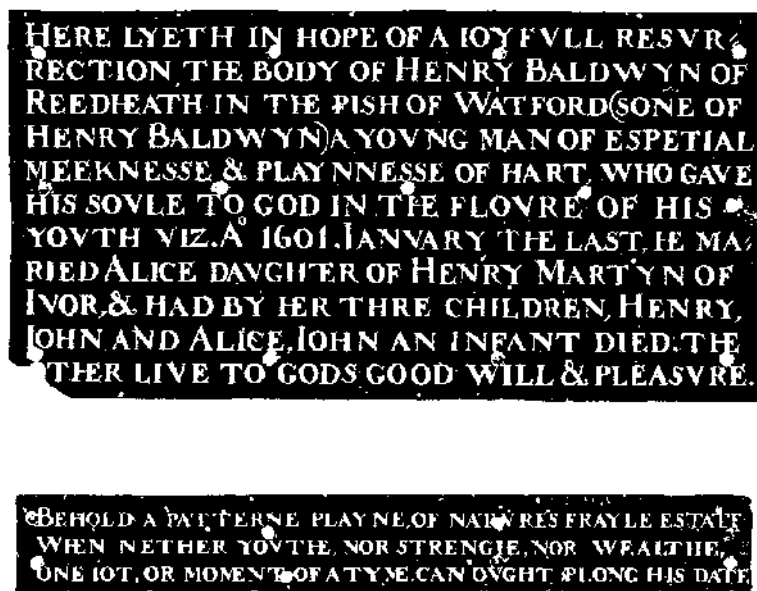 HERE LYETH IN HOPE OF A IOYFVLL RESVR⸗
RECTION THE BODY OF HENRY BALDWYN OF
REEDHEATH IN THE PISH OF WATFORD (SONE OF
HENRY BALDWYN) A YOVNG MAN OF ESPETIAL
MEEKNESSE & PLAYNNESSE OF HART, WHO GAVE
HIS SOVLE TO GOD IN THE FLOVRE OF HIS
YOVTH VIZ. Aº 1601. IANVARY THE LAST, HE MA⸗
RIED ALICE DAVGHTER OF HENRY MARTYN OF
IVOR, & HAD BY HER THRE CHILDREN, HENRY,
IOHN AND ALICE, IOHN AN INFANT DIED. THE
OTHER LIVE TO GODS GOOD WILL & PLEASVRE.
BEHOLD A PATTERNE PLAYNE, OF NATVRES FRAYLE ESTATE
WHEN NETHER YOVTHE, NOR STRENGHE, NOR WEALTHE,
ONE IOT, OR MOMENT OF A TYME CAN OVGHT PLONG HIS DATE